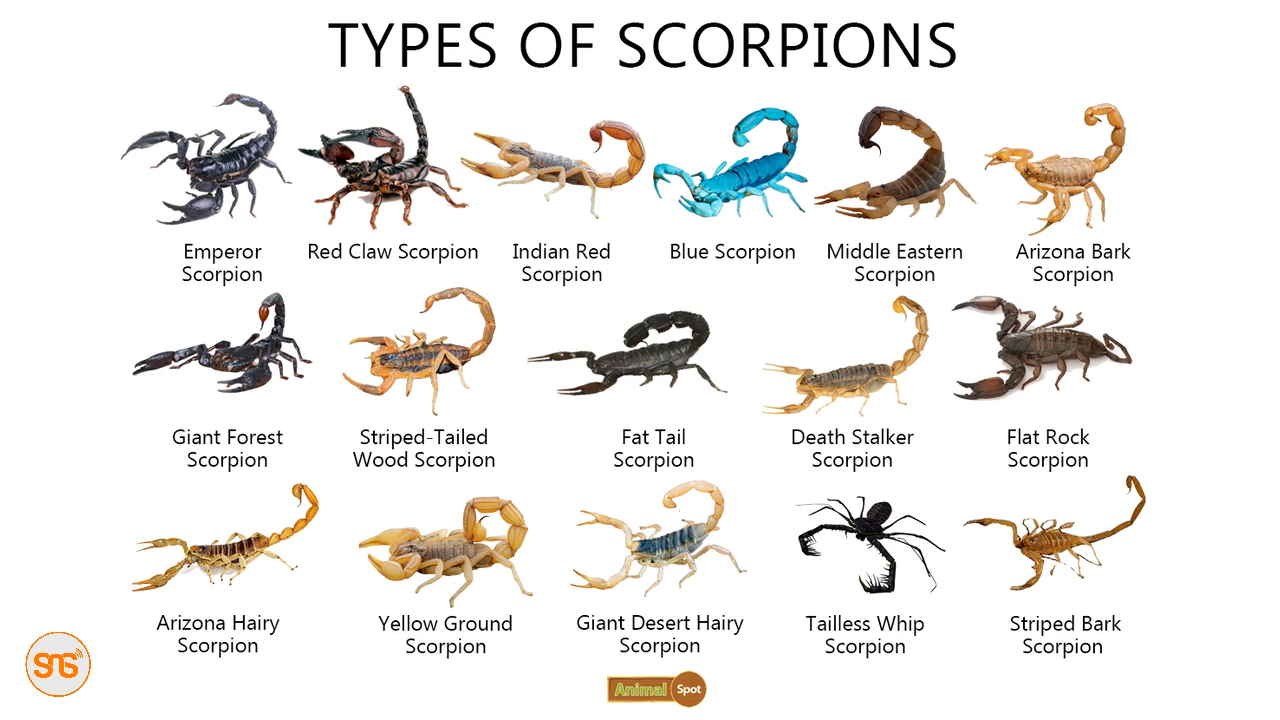 TYPES OF SCORPIONS
Emperor
Scorpion
Red Claw Scorpion
Indian Red
Scorpion
Blue Scorpion
Middle Eastern
Scorpion
Arizona Bark
Scorpion
Giant Forest
Scorpion
Striped-Tailed
Wood Scorpion
Fat Tail
Scorpion
Death Stalker
Scorpion
Flat Rock
Scorpion
Arizona Hairy
Scorpion
Yellow Ground
Scorpion
Giant Desert Hairy
Scorpion
Tailless Whip
Scorpion
Striped Bark
Scorpion
SNS
Animal Spot